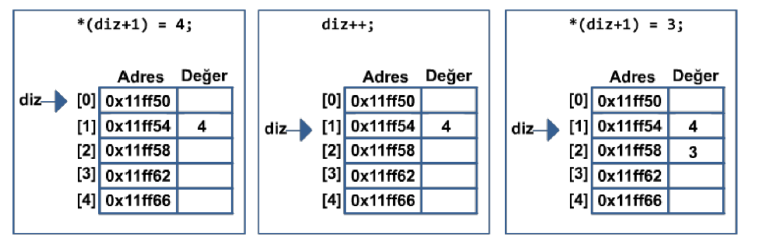 *(diz+1) = 4;
Adres Değer
diz [0] 0x11ff50
[1] 0x11ff54 4
[2] 0x11ff58
[3] 0x11ff62
[4] 0x11ff66
diz++;
Adres Değer
[0] 0x11ff50
diz [1] 0x11ff54 4
[2] 0x11ff58
[3] 0x11ff62
[4] 0x11ff66
*(diz+1) = 3;
Adres Değer
[0] 0x11ff50
diz [1] 0x11ff54 4
[2] 0x11ff58 3
[3] 0x11ff62
[4] 0x11ff66